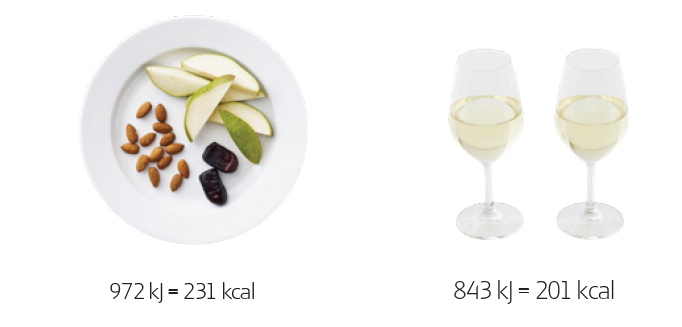 972 kJ = 231 kcal
843 kJ = 201 kcal